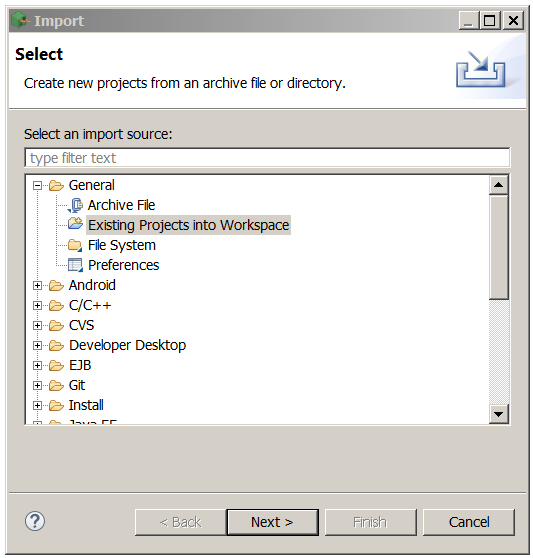 Import
Select
Create new projects from an archive file or directory.
Select an import source:
type filter text
General
Archive File
Existing Projects into Workspace
File System
Preferences
Android
C/C++
CVS
Developer Desktop
EJB
Git
Install
Java EE
?
< Back
Next >
Finish
Cancel